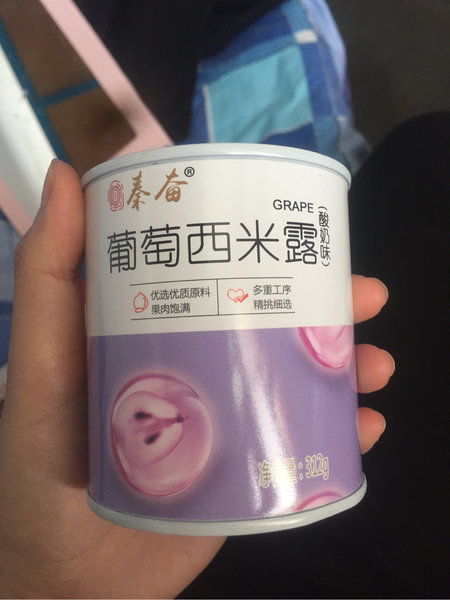 秦奋®
GRAPE
葡萄西米露
(酸奶味)
优选优质原料
果肉饱满
多重工序
精挑细选
净含量:312g